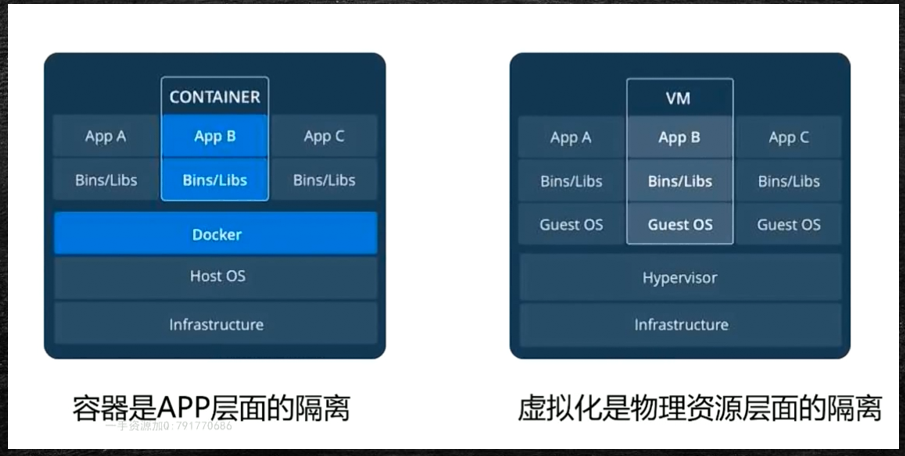 CONTAINER
App A App B App C
Bins/Libs Bins/Libs Bins/Libs
Docker
Host OS
Infrastructure
容器是APP层面的隔离
一手资源加Q:791770686
VM
App A App B App C
Bins/Libs Bins/Libs Bins/Libs
Guest OS Guest OS Guest OS
Hypervisor
Infrastructure
虚拟化是物理资源层面的隔离